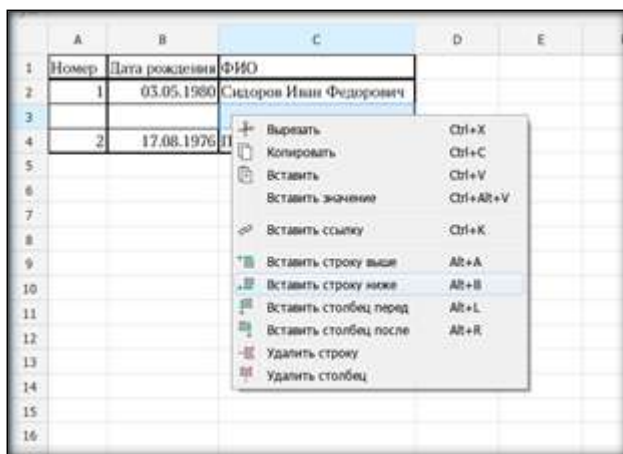 A B C D E
1 Номер Дата рождения ФИО
2 1 03.05.1980 Сидоров Иван Федорович
3
4 2 17.08.1976 П
5
6
7
8
9
10
11
12
13
14
15
16
Вырезать Ctrl+X
Копировать Ctrl+C
Вставить Ctrl+V
Вставить значение Ctrl+Alt+V
Вставить ссылку Ctrl+K
Вставить строку выше Alt+A
Вставить строку ниже Alt+B
Вставить столбец перед Alt+L
Вставить столбец после Alt+R
Удалить строку
Удалить столбец